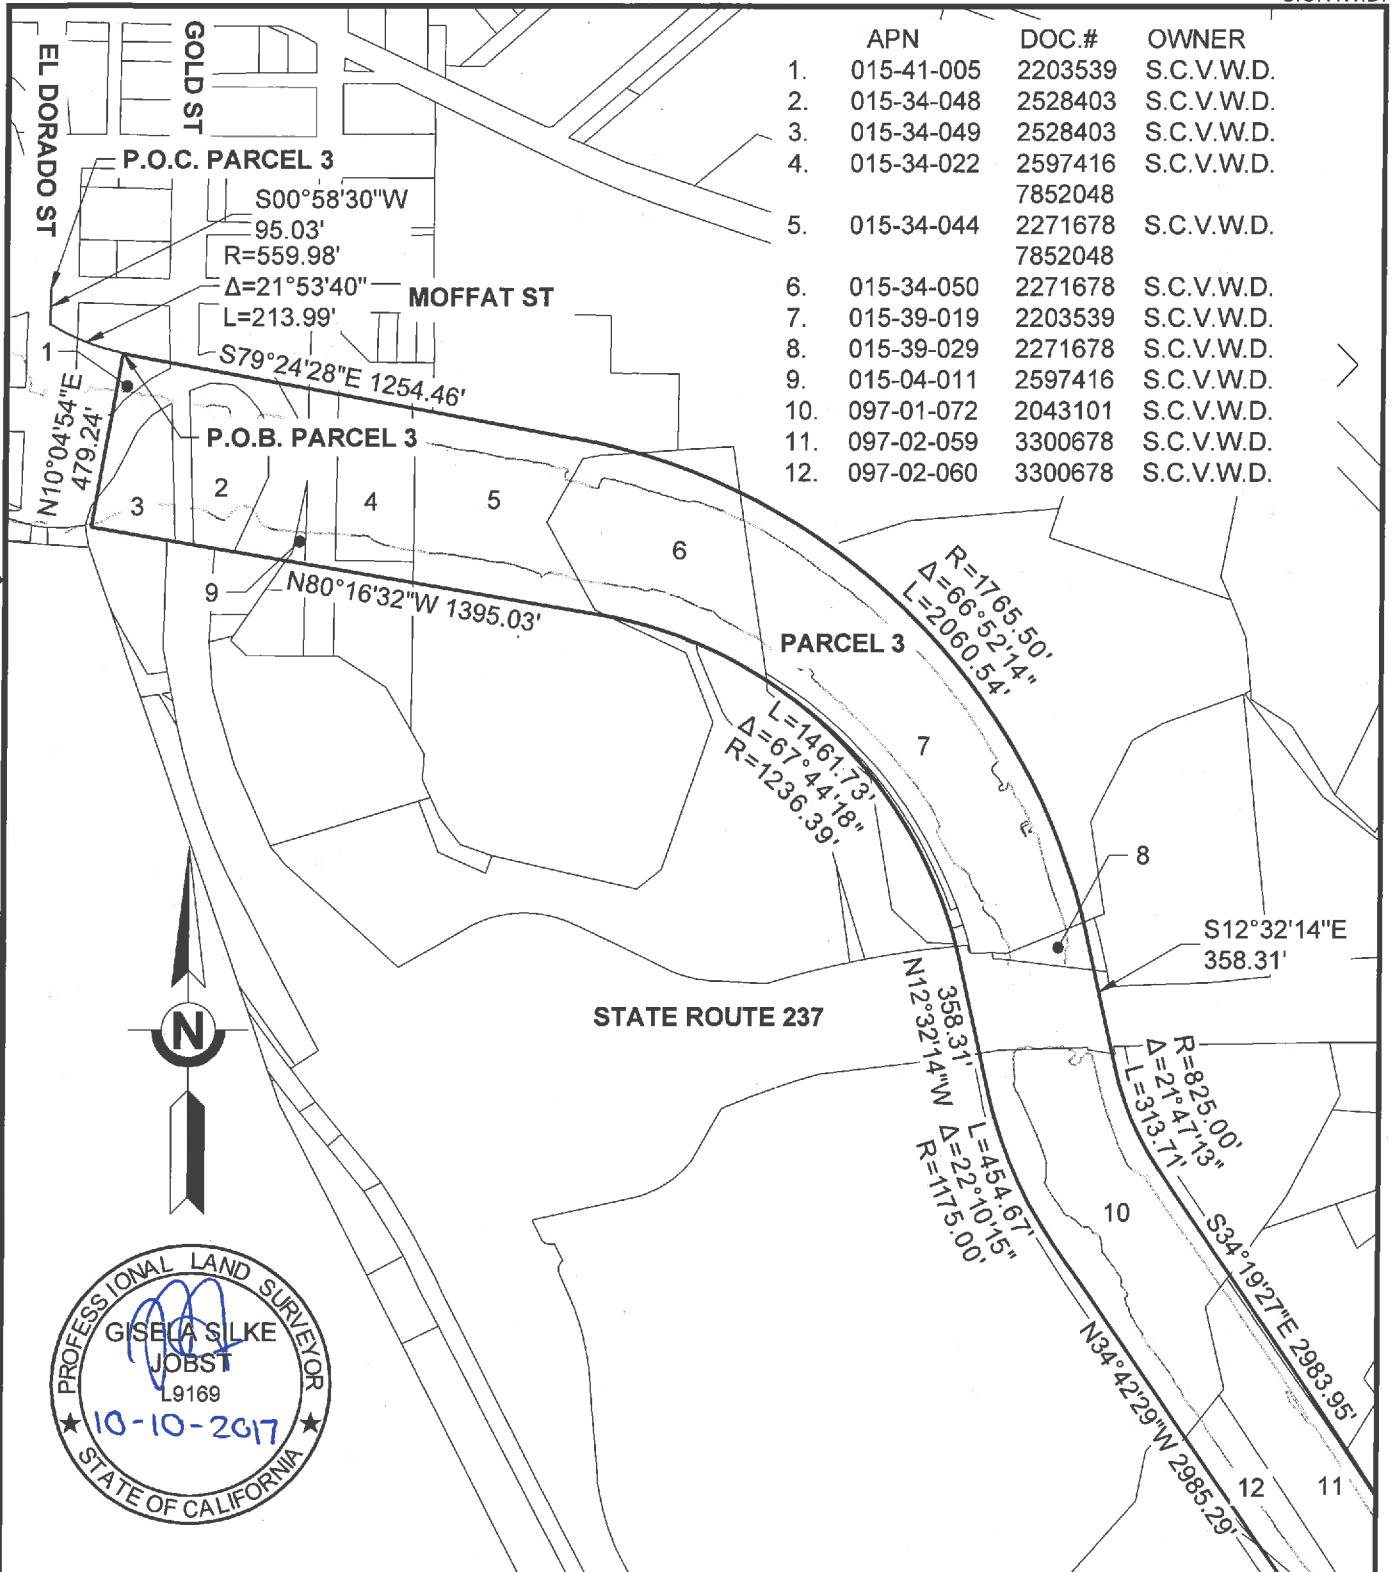 APN DOC.# OWNER
1. 015-41-005 2203539 S.C.V.W.D.
2. 015-34-048 2528403 S.C.V.W.D.
3. 015-34-049 2528403 S.C.V.W.D.
4. 015-34-022 2597416 S.C.V.W.D.
7852048
5. 015-34-044 2271678 S.C.V.W.D.
7852048
6. 015-34-050 2271678 S.C.V.W.D.
7. 015-39-019 2203539 S.C.V.W.D.
8. 015-39-029 2271678 S.C.V.W.D.
9. 015-04-011 2597416 S.C.V.W.D.
10. 097-01-072 2043101 S.C.V.W.D.
11. 097-02-059 3300678 S.C.V.W.D.
12. 097-02-060 3300678 S.C.V.W.D.
EL DORADO ST
GOLD ST
P.O.C. PARCEL 3
S00°58'30"W
95.03'
R=559.98'
Δ=21°53'40"
L=213.99'
MOFFAT ST
1
S79°24'28"E 1254.46'
N10°04'54"E
479.24'
P.O.B. PARCEL 3
3
2
4
5
6
9
N80°16'32"W 1395.03'
PARCEL 3
R=1765.50'
Δ=66°52'14"
L=2060.54'
L=1461.73'
Δ=67°44'18"
R=1236.39'
7
8
S12°32'14"E
358.31'
STATE ROUTE 237
358.31'
N12°32'14"W
R=825.00'
Δ=21°47'13"
L=313.71'
L=454.67'
Δ=22°10'15"
R=1175.00'
10
S34°19'27"E 2983.95'
N34°42'29"W 2985.29'
12
11
N
PROFESSIONAL LAND SURVEYOR
GISELA SILKE
JOBST
L9169
10-10-2017
STATE OF CALIFORNIA